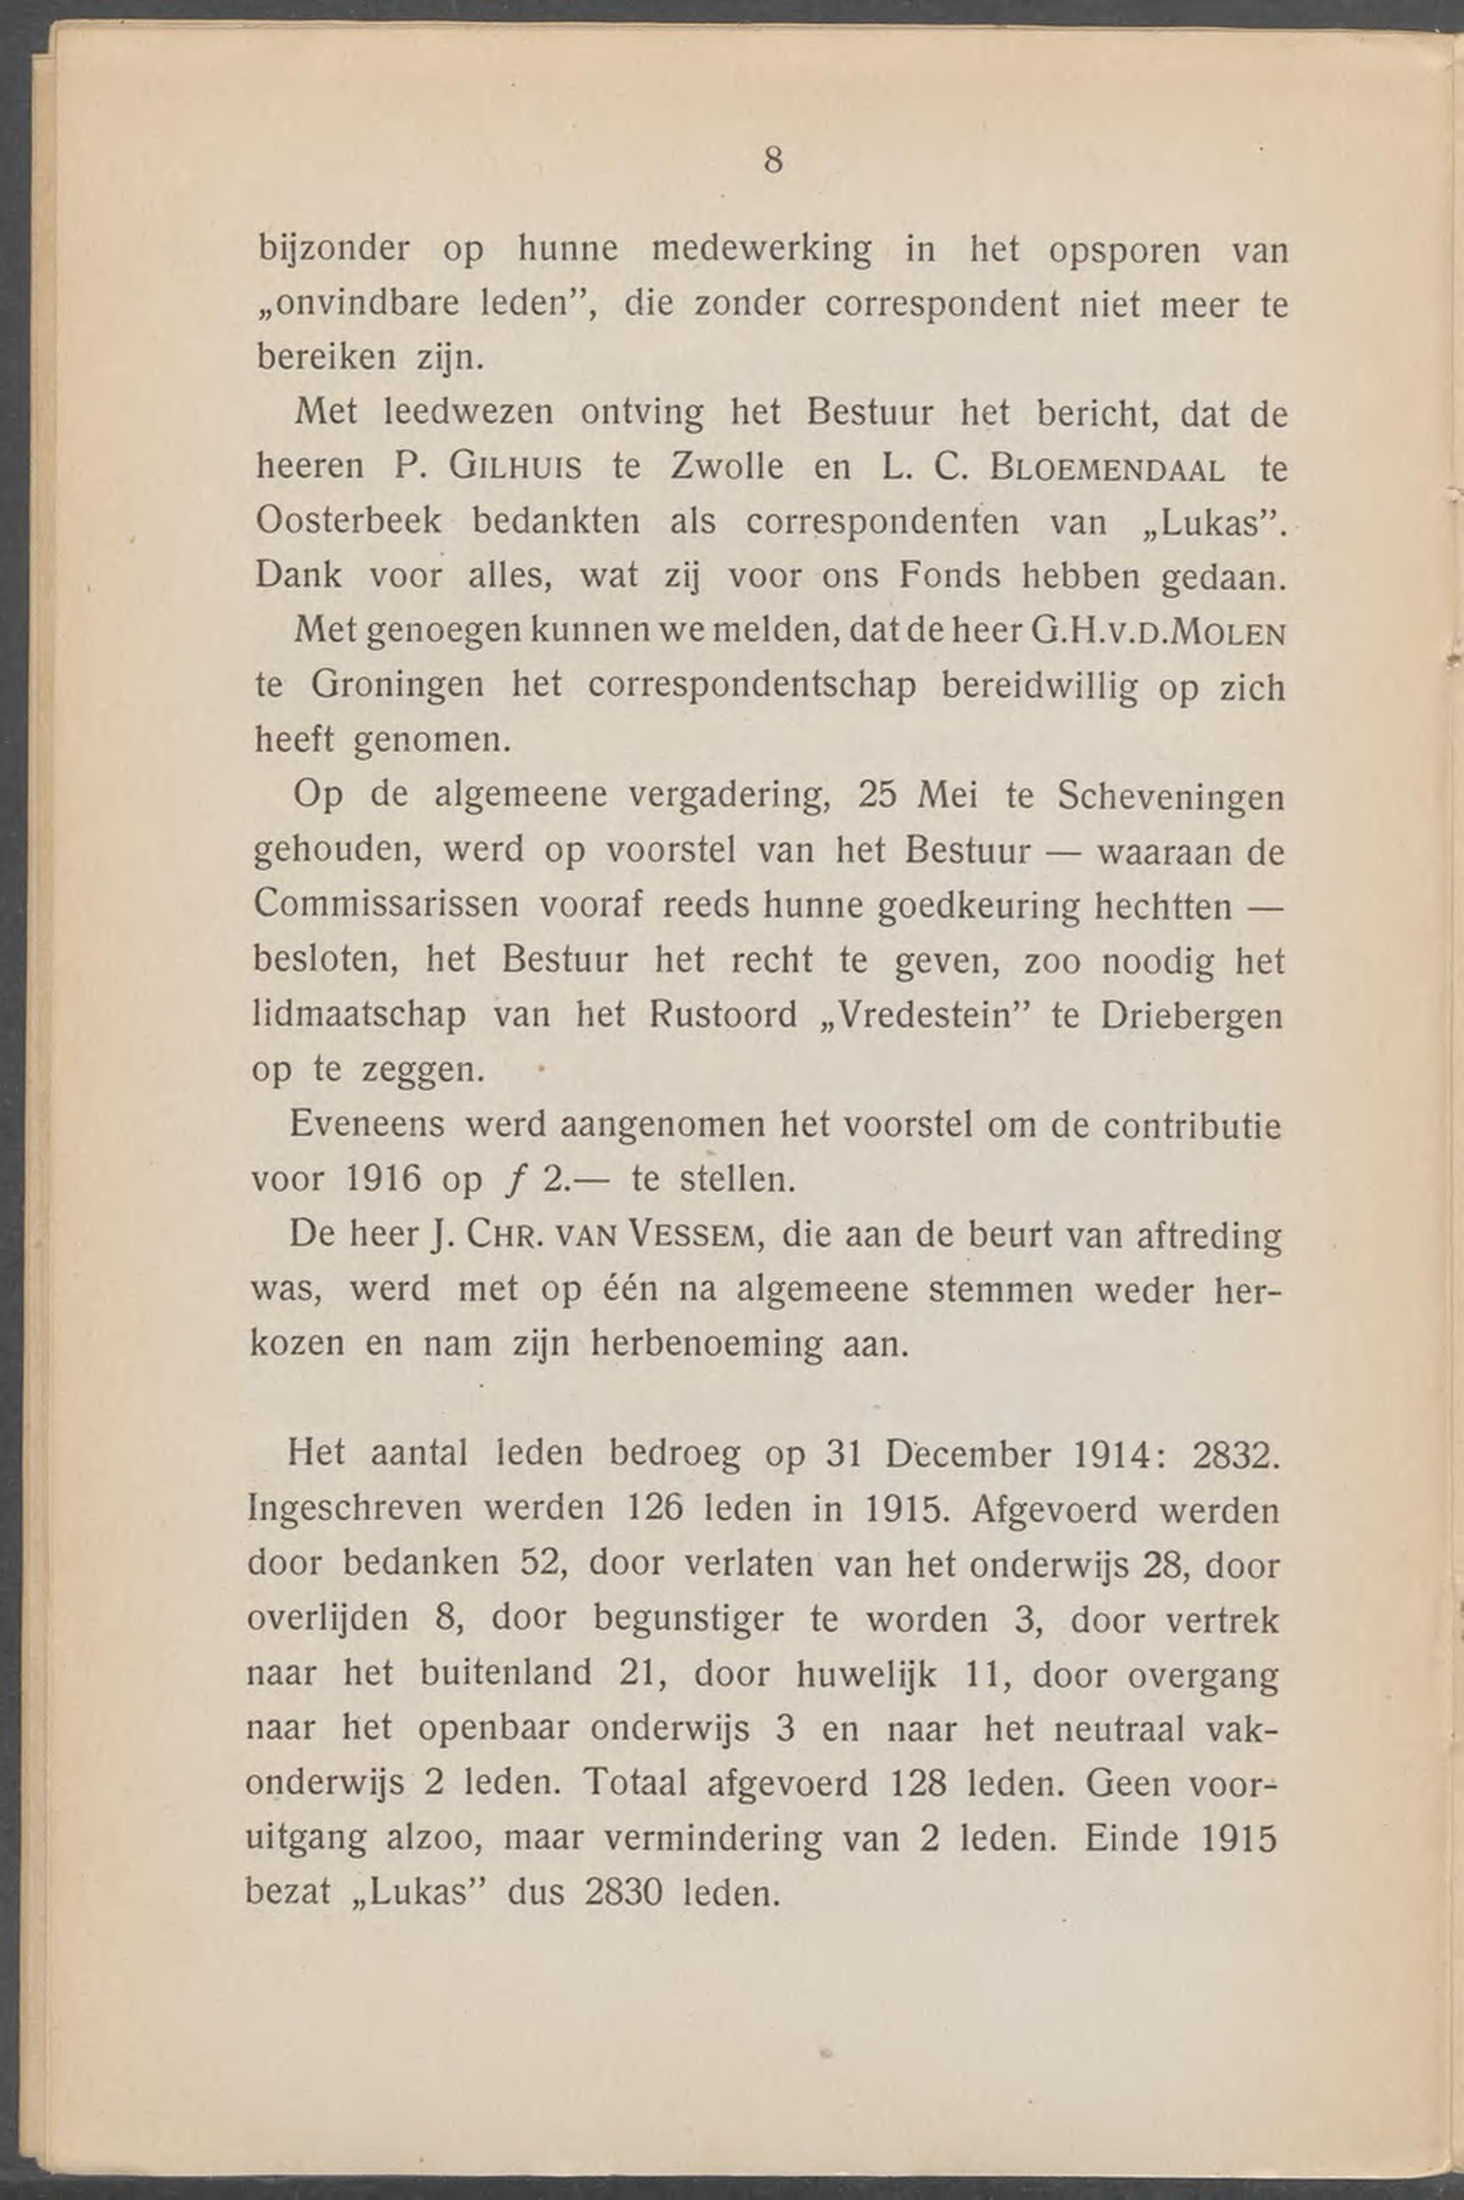 8
bijzonder op hunne medewerking in het opsporen van
„onvindbare leden”, die zonder correspondent niet meer te
bereiken zijn.
Met leedwezen ontving het Bestuur het bericht, dat de
heeren P. GILHUIS te Zwolle en L. C. BLOEMENDAAL te
Oosterbeek bedankten als correspondenten van „Lukas”.
Dank voor alles, wat zij voor ons Fonds hebben gedaan.
Met genoegen kunnen we melden, dat de heer G.H.V.D.MOLEN
te Groningen het correspondentschap bereidwillig op zich
heeft genomen.
Op de algemeene vergadering, 25 Mei te Scheveningen
gehouden, werd op voorstel van het Bestuur — waaraan de
Commissarissen vooraf reeds hunne goedkeuring hechtten —
besloten, het Bestuur het recht te geven, zoo noodig het
lidmaatschap van het Rustoord „Vredestein” te Driebergen
op te zeggen.
Eveneens werd aangenomen het voorstel om de contributie
voor 1916 op ƒ 2.— te stellen.
De heer J. CHR. VAN VESSEM, die aan de beurt van aftreding
was, werd met op één na algemeene stemmen weder her-
kozen en nam zijn herbenoeming aan.
Het aantal leden bedroeg op 31 December 1914: 2832.
Ingeschreven werden 126 leden in 1915. Afgevoerd werden
door bedanken 52, door verlaten van het onderwijs 28, door
overlijden 8, door begunstiger te worden 3, door vertrek
naar het buitenland 21, door huwelijk 11, door overgang
naar het openbaar onderwijs 3 en naar het neutraal vak-
onderwijs 2 leden. Totaal afgevoerd 128 leden. Geen voor-
uitgang alzoo, maar vermindering van 2 leden. Einde 1915
bezat „Lukas” dus 2830 leden.